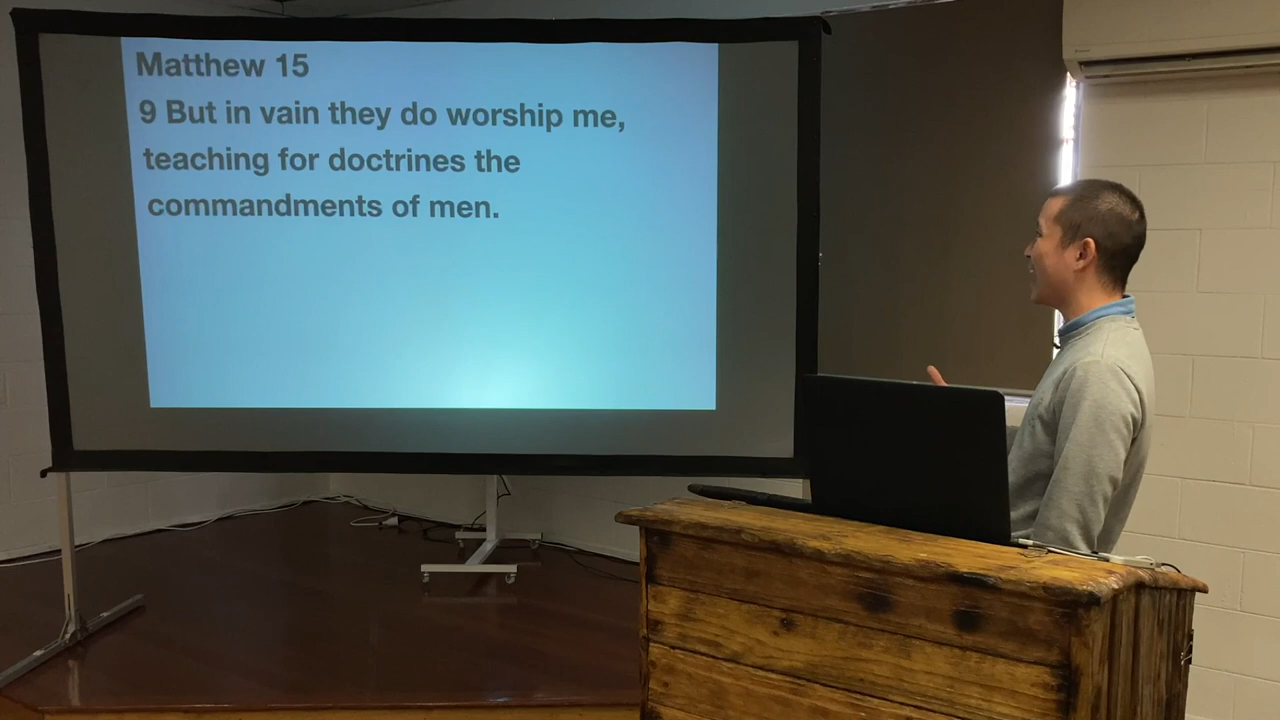 Matthew 15
9 But in vain they do worship me,
teaching for doctrines the
commandments of men.